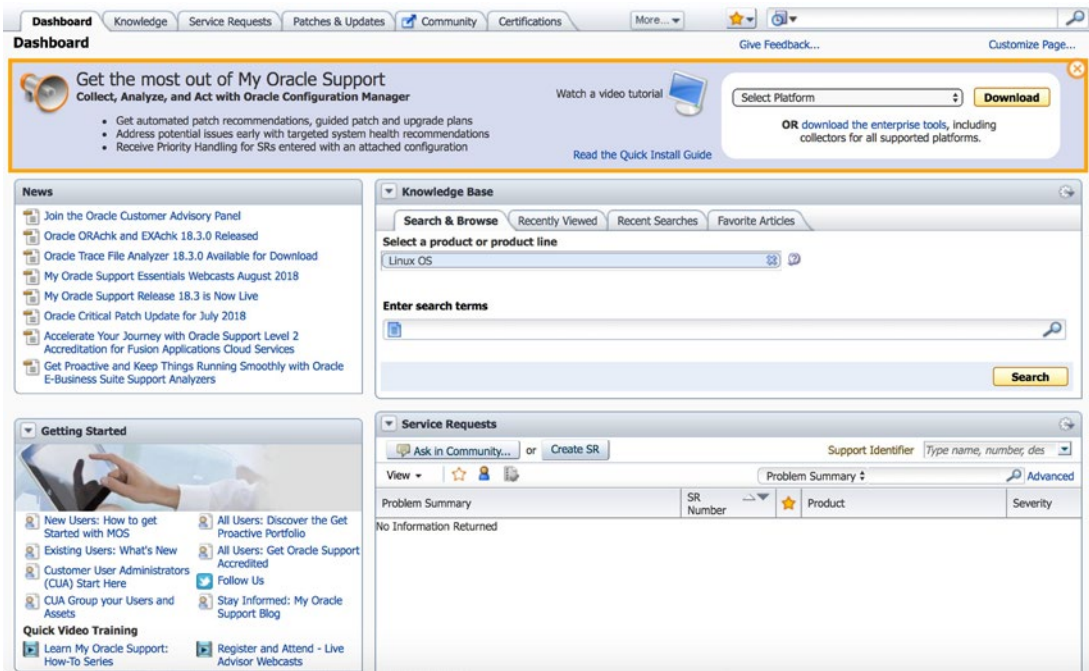 Dashboard Knowledge Service Requests Patches & Updates Community Certifications More...
Dashboard
Give Feedback... Customize Page...
Get the most out of My Oracle Support
Collect, Analyze, and Act with Oracle Configuration Manager
Get automated patch recommendations, guided patch and upgrade plans
Address potential issues early with targeted system health recommendations
Receive Priority Handling for SRs entered with an attached configuration
Watch a video tutorial
Read the Quick Install Guide
Select Platform Download
OR download the enterprise tools, including
collectors for all supported platforms.
News
Join the Oracle Customer Advisory Panel
Oracle ORAchk and EXAchk 18.3.0 Released
Oracle Trace File Analyzer 18.3.0 Available for Download
My Oracle Support Essentials Webcasts August 2018
My Oracle Support Release 18.3 is Now Live
Oracle Critical Patch Update for July 2018
Accelerate Your Journey with Oracle Support Level 2
Accreditation for Fusion Applications Cloud Services
Get Proactive and Keep Things Running Smoothly with Oracle
E-Business Suite Support Analyzers
Knowledge Base
Search & Browse Recently Viewed Recent Searches Favorite Articles
Select a product or product line
Linux OS
Enter search terms
Search
Getting Started
New Users: How to get
Started with MOS
Existing Users: What's New
Customer User Administrators
(CUA) Start Here
CUA Group your Users and
Assets
All Users: Discover the Get
Proactive Portfolio
All Users: Get Oracle Support
Accredited
Follow Us
Stay Informed: My Oracle
Support Blog
Quick Video Training
Learn My Oracle Support:
How-To Series
Register and Attend - Live
Advisor Webcasts
Service Requests
Ask in Community... or Create SR
Support Identifier Type name, number, des
View Problem Summary Advanced
Problem Summary SR Number Product Severity
No Information Returned